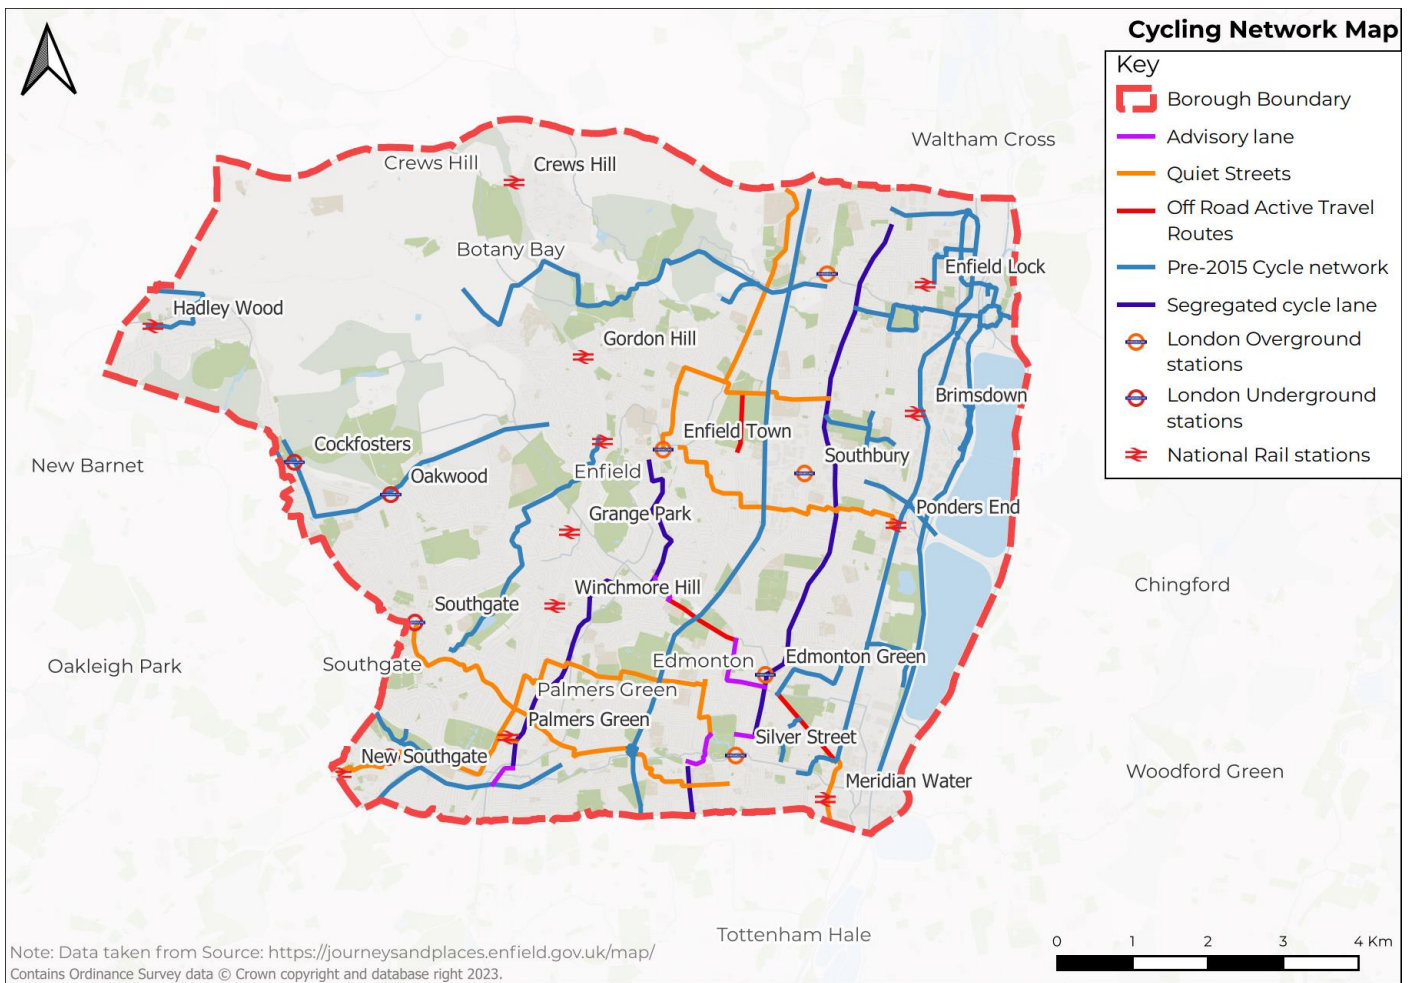 Cycling Network Map
Key
Borough Boundary
Advisory lane
Quiet Streets
Off Road Active Travel
Routes
Pre-2015 Cycle network
Segregated cycle lane
London Overground
stations
London Underground
stations
National Rail stations
Waltham Cross
Crews Hill
Crews Hill
Botany Bay
Enfield Lock
Hadley Wood
Gordon Hill
Brimsdown
Enfield Town
Cockfosters
Southbury
New Barnet
Enfield
Oakwood
Ponders End
Grange Park
Chingford
Winchmore Hill
Southgate
Edmonton Green
Edmonton
Oakleigh Park
Southgate
Palmers Green
Palmers Green
Silver Street
New Southgate
Woodford Green
Meridian Water
Tottenham Hale
0 1 2 3 4 Km
Note: Data taken from Source: https://journeysandplaces.enfield.gov.uk/map/
Contains Ordinance Survey data © Crown copyright and database right 2023.